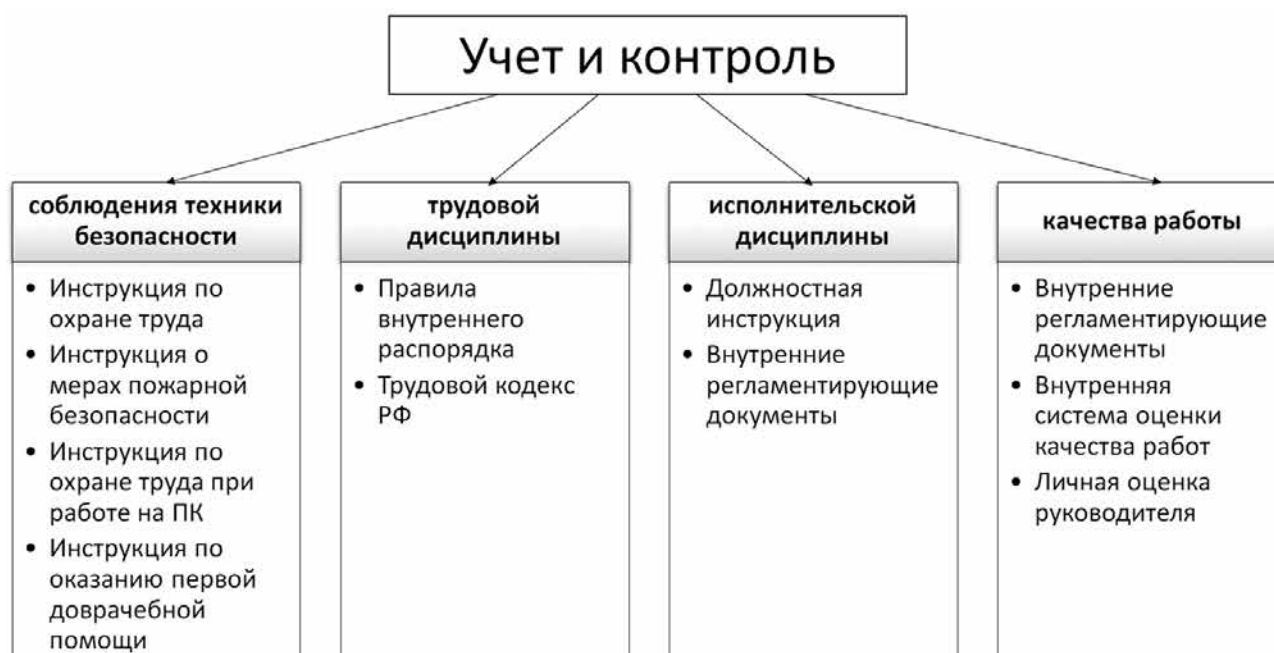 Учет и контроль
соблюдения техники
безопасности
• Инструкция по
охране труда
• Инструкция о
мерах пожарной
безопасности
• Инструкция по
охране труда при
работе на ПК
• Инструкция по
оказанию первой
доврачебной
помощи
трудовой
дисциплины
• Правила
внутреннего
распорядка
• Трудовой кодекс
РФ
исполнительской
дисциплины
• Должностная
инструкция
• Внутренние
регламентирующие
документы
качества работы
• Внутренние
регламентирующие
документы
• Внутренняя
система оценки
качества работ
• Личная оценка
руководителя